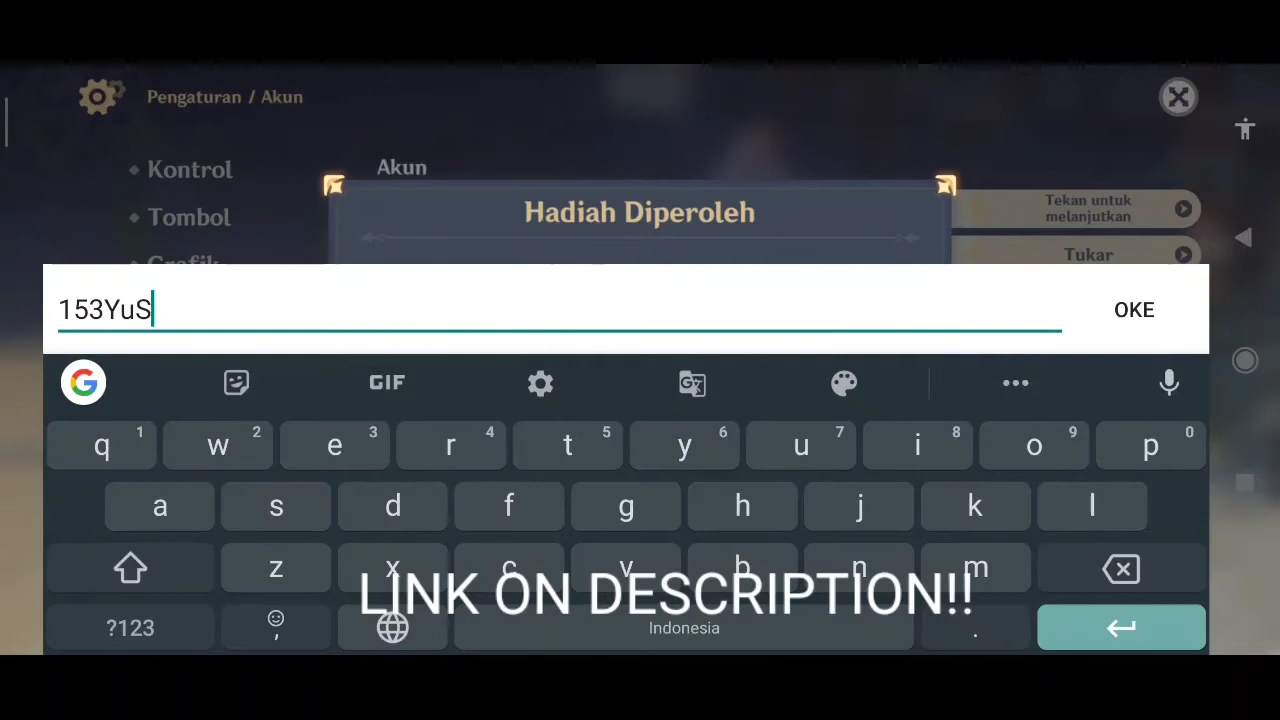 Pengaturan / Akun
Kontrol
Akun
Tombol
Hadiah Diperoleh
Tekan untuk
melanjutkan
Grafik
Tukar
153YuS
OKE
GIF
q 1 w 2 e 3 r 4 t 5 y 6 u 7 i 8 o 9 p 0
a s d f g h j k l
z x c v b n m
LINK ON DESCRIPTION!!
?123 , Indonesia .